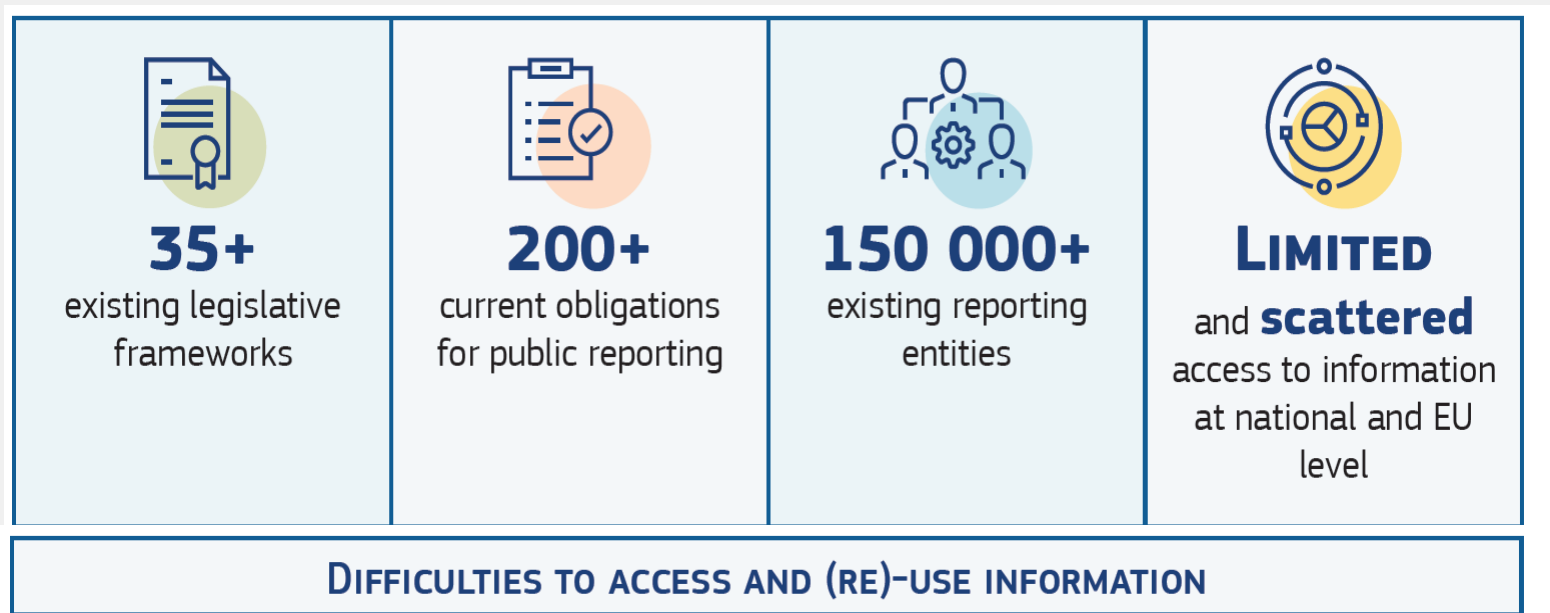 35+
existing legislative
frameworks
200+
current obligations
for public reporting
150 000+
existing reporting
entities
LIMITED
and scattered
access to information
at national and EU
level
DIFFICULTIES TO ACCESS AND (RE)-USE INFORMATION